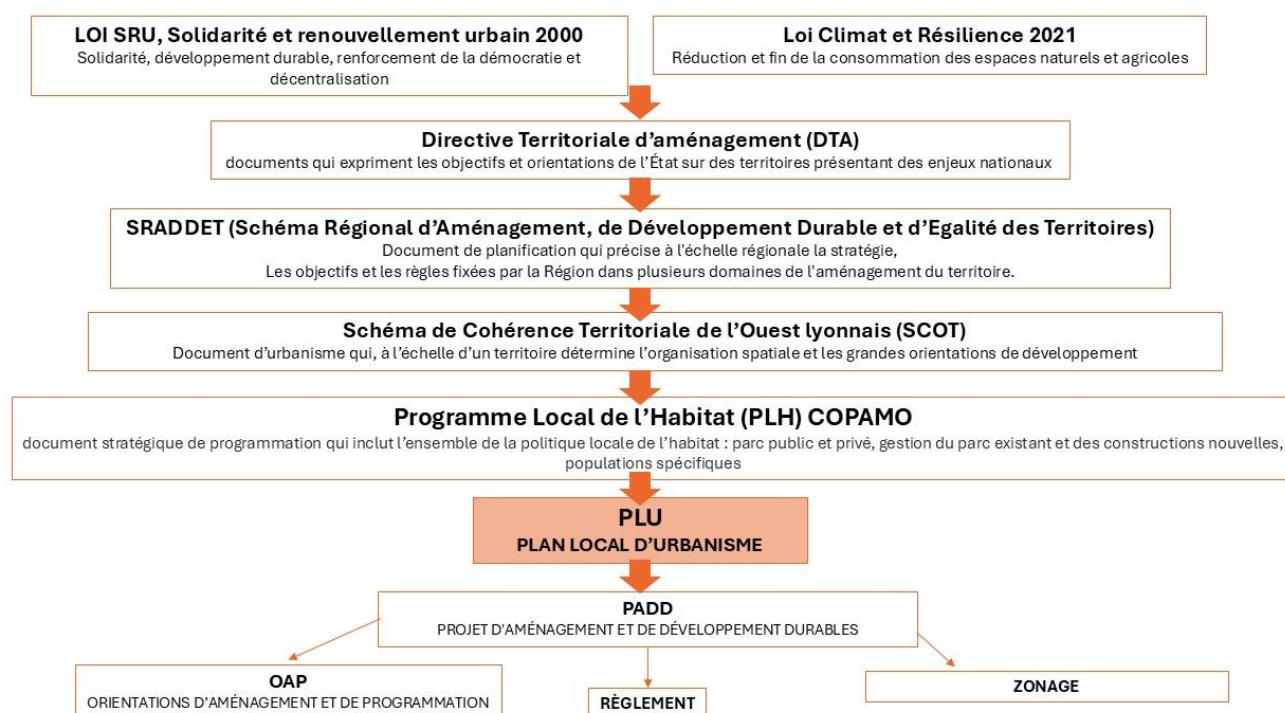 LOI SRU, Solidarité et renouvellement urbain 2000
Solidarité, développement durable, renforcement de la démocratie et
décentralisation
Loi Climat et Résilience 2021
Réduction et fin de la consommation des espaces naturels et agricoles
Directive Territoriale d’aménagement (DTA)
documents qui expriment les objectifs et orientations de l’État sur des territoires présentant des enjeux nationaux
SRADDET (Schéma Régional d’Aménagement, de Développement Durable et d’Egalité des Territoires)
Document de planification qui précise à l'échelle régionale la stratégie,
Les objectifs et les règles fixées par la Région dans plusieurs domaines de l'aménagement du territoire.
Schéma de Cohérence Territoriale de l’Ouest lyonnais (SCOT)
Document d’urbanisme qui, à l’échelle d’un territoire détermine l’organisation spatiale et les grandes orientations de développement
Programme Local de l’Habitat (PLH) COPAMO
document stratégique de programmation qui inclut l’ensemble de la politique locale de l’habitat : parc public et privé, gestion du parc existant et des constructions nouvelles,
populations spécifiques
PLU
PLAN LOCAL D’URBANISME
PADD
PROJET D’AMÉNAGEMENT ET DE DÉVELOPPEMENT DURABLES
OAP
ORIENTATIONS D’AMÉNAGEMENT ET DE PROGRAMMATION
RÈGLEMENT
ZONAGE